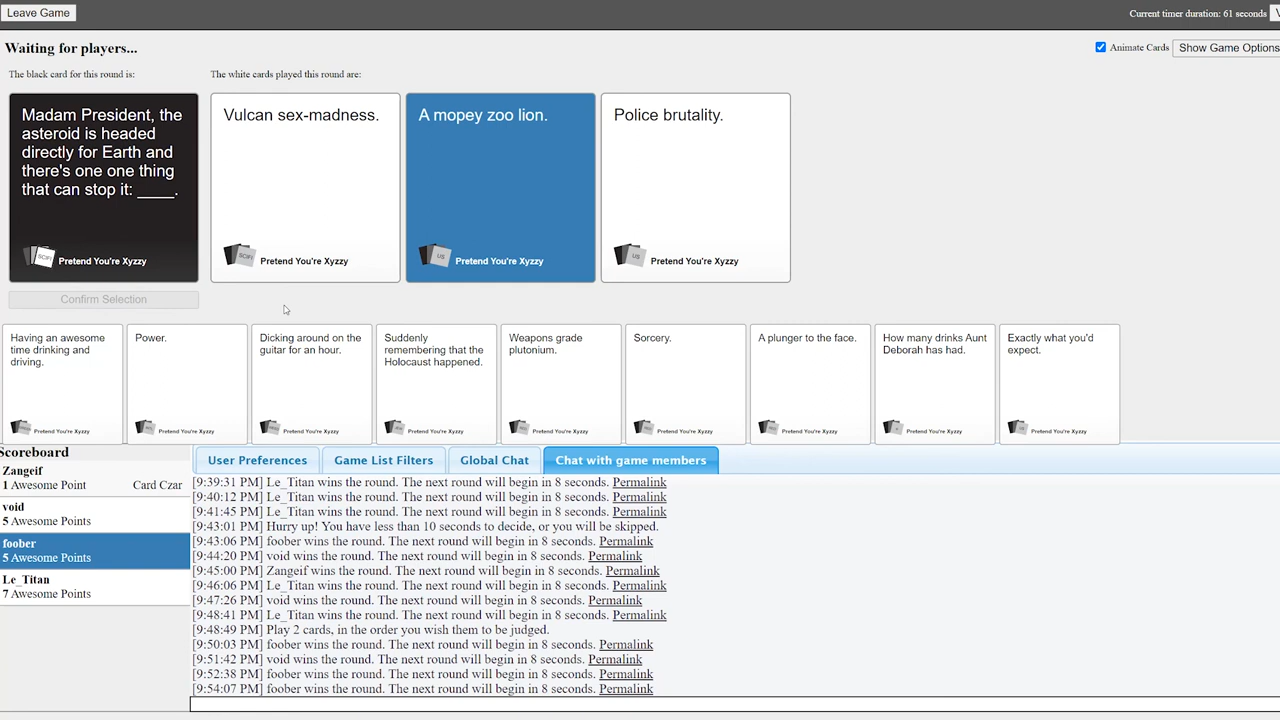 Leave Game
Current timer duration: 61 seconds
Waiting for players...
Animate Cards
Show Game Options
The black card for this round is:
The white cards played this round are:
Madam President, the
asteroid is headed
directly for Earth and
there's one one thing
that can stop it: ____.
SCIFI Pretend You're Xyzzy
Vulcan sex-madness.
SCIFI Pretend You're Xyzzy
A mopey zoo lion.
US Pretend You're Xyzzy
Police brutality.
US Pretend You're Xyzzy
Confirm Selection
Having an awesome
time drinking and
driving.
Pretend You're Xyzzy
Power.
Pretend You're Xyzzy
Dicking around on the
guitar for an hour.
Pretend You're Xyzzy
Suddenly
remembering that the
Holocaust happened.
Pretend You're Xyzzy
Weapons grade
plutonium.
Pretend You're Xyzzy
Sorcery.
Pretend You're Xyzzy
A plunger to the face.
Pretend You're Xyzzy
How many drinks Aunt
Deborah has had.
Pretend You're Xyzzy
Exactly what you'd
expect.
Pretend You're Xyzzy
Scoreboard
Zangeif
1 Awesome Point Card Czar
void
5 Awesome Points
foober
5 Awesome Points
Le_Titan
7 Awesome Points
User Preferences
Game List Filters
Global Chat
Chat with game members
[9:39:31 PM] Le_Titan wins the round. The next round will begin in 8 seconds. Permalink
[9:40:12 PM] Le_Titan wins the round. The next round will begin in 8 seconds. Permalink
[9:41:45 PM] Le_Titan wins the round. The next round will begin in 8 seconds. Permalink
[9:43:01 PM] Hurry up! You have less than 10 seconds to decide, or you will be skipped.
[9:43:06 PM] foober wins the round. The next round will begin in 8 seconds. Permalink
[9:44:20 PM] void wins the round. The next round will begin in 8 seconds. Permalink
[9:45:00 PM] Zangeif wins the round. The next round will begin in 8 seconds. Permalink
[9:46:06 PM] Le_Titan wins the round. The next round will begin in 8 seconds. Permalink
[9:47:26 PM] void wins the round. The next round will begin in 8 seconds. Permalink
[9:48:41 PM] Le_Titan wins the round. The next round will begin in 8 seconds. Permalink
[9:48:49 PM] Play 2 cards, in the order you wish them to be judged.
[9:50:03 PM] foober wins the round. The next round will begin in 8 seconds. Permalink
[9:51:42 PM] void wins the round. The next round will begin in 8 seconds. Permalink
[9:52:38 PM] foober wins the round. The next round will begin in 8 seconds. Permalink
[9:54:07 PM] foober wins the round. The next round will begin in 8 seconds. Permalink